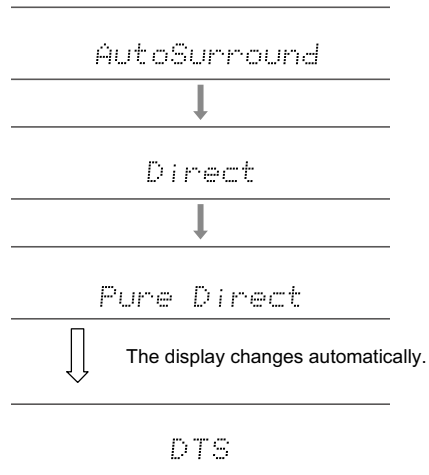 AutoSurround
Direct
Pure Direct
The display changes automatically.
DTS